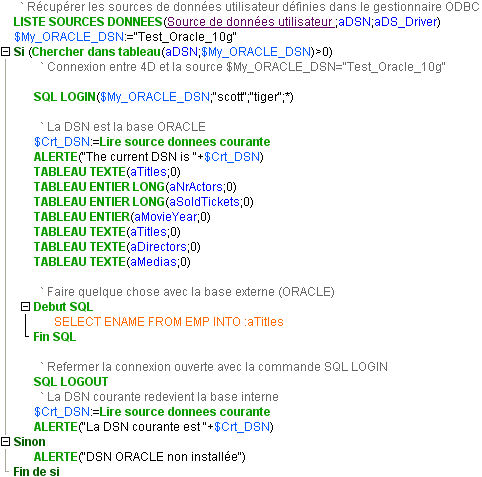 ` Récupérer les sources de données utilisateur définies dans le gestionnaire ODBC
LISTE SOURCES DONNEES(Source de données utilisateur ;aDSN;aDS_Driver)
$My_ORACLE_DSN:="Test_Oracle_10g"
Si (Chercher dans tableau(aDSN;$My_ORACLE_DSN)>0)
` Connexion entre 4D et la source $My_ORACLE_DSN="Test_Oracle_10g"
SQL LOGIN($My_ORACLE_DSN;"scott";"tiger";*)
` La DSN est la base ORACLE
$Crt_DSN:=Lire source donnees courante
ALERTE("The current DSN is "+$Crt_DSN)
TABLEAU TEXTE(aTitles;0)
TABLEAU ENTIER LONG(aNrActors;0)
TABLEAU ENTIER LONG(aSoldTickets;0)
TABLEAU ENTIER(aMovieYear;0)
TABLEAU TEXTE(aTitles;0)
TABLEAU TEXTE(aDirectors;0)
TABLEAU TEXTE(aMedias;0)
` Faire quelque chose avec la base externe (ORACLE)
Debut SQL
SELECT ENAME FROM EMP INTO :aTitles
Fin SQL
` Refermer la connexion ouverte avec la commande SQL LOGIN
SQL LOGOUT
` La DSN courante redevient la base interne
$Crt_DSN:=Lire source donnees courante
ALERTE("La DSN courante est "+$Crt_DSN)
Sinon
ALERTE("DSN ORACLE non installée")
Fin de si